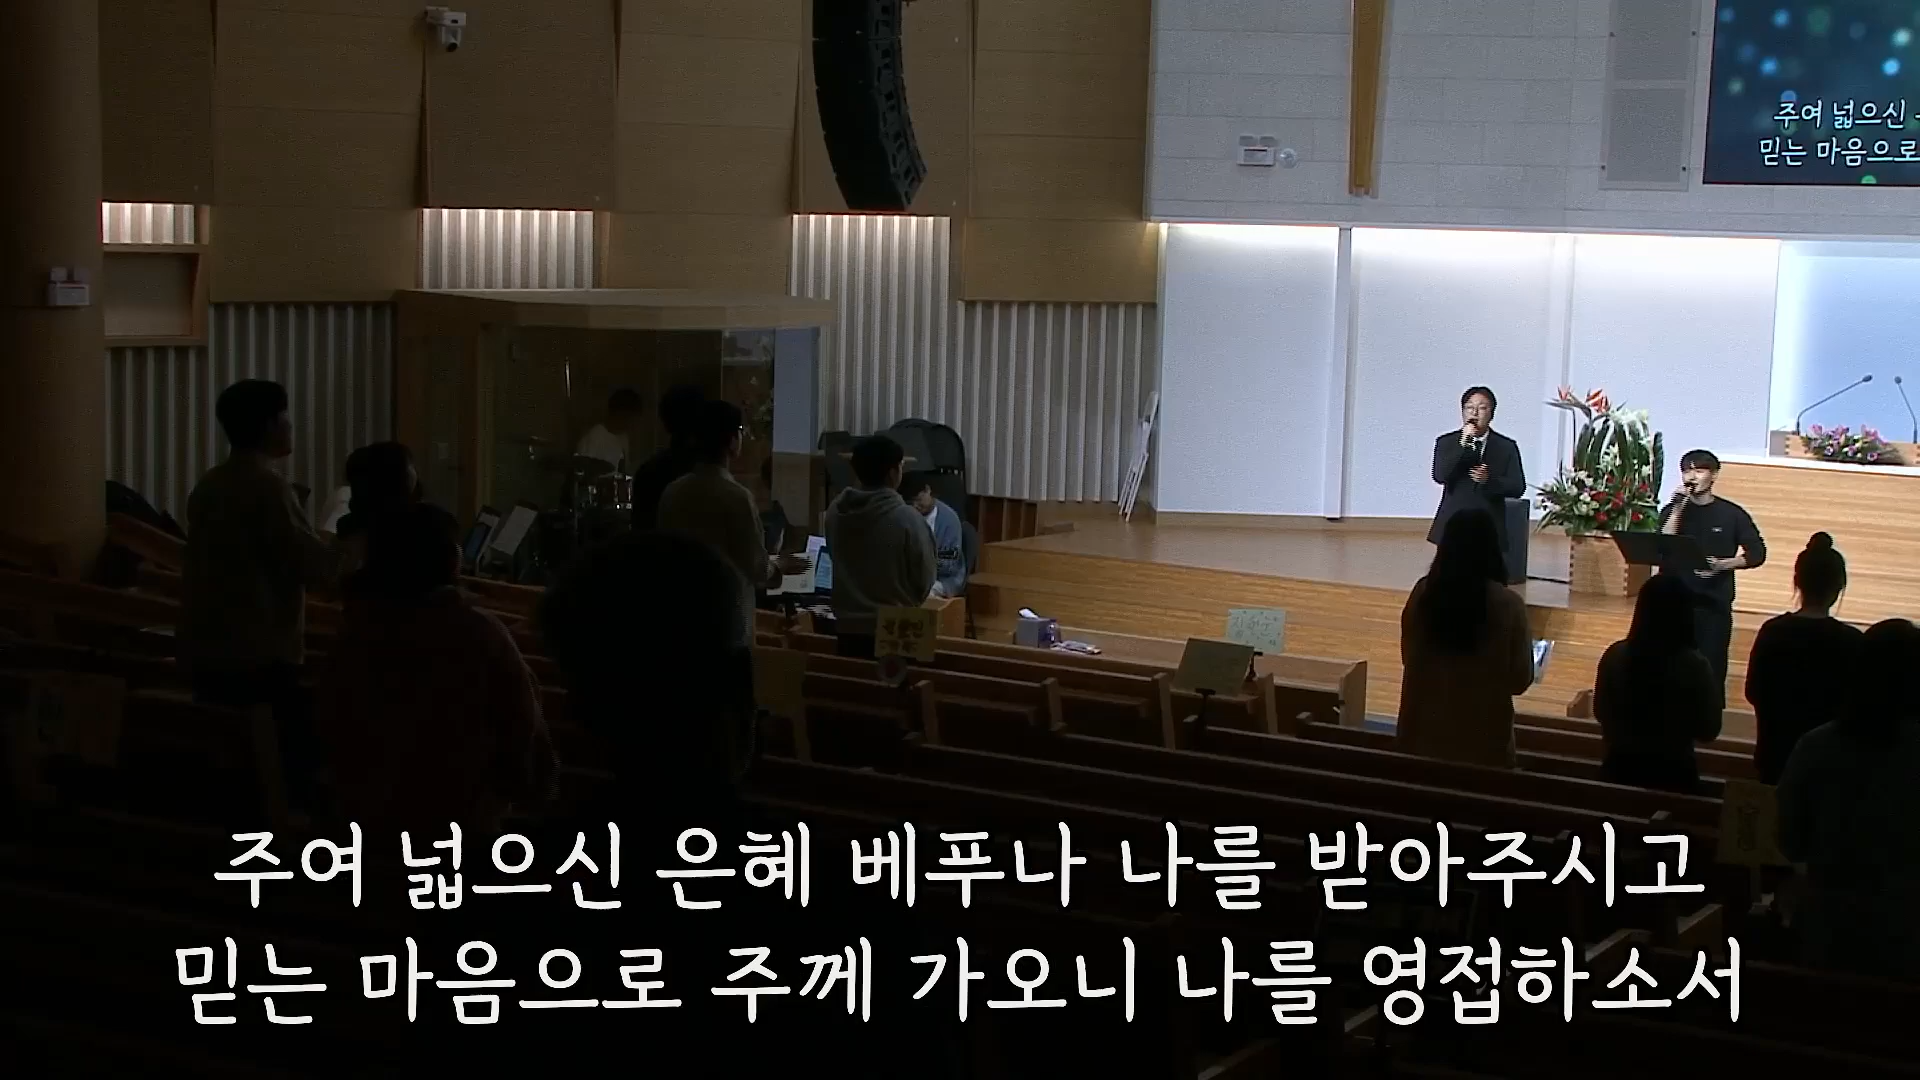 주여 넓으신
믿는 마음으로
주여 넓으신 은혜 베푸나 나를 받아주시고
믿는 마음으로 주께 가오니 나를 영접하소서